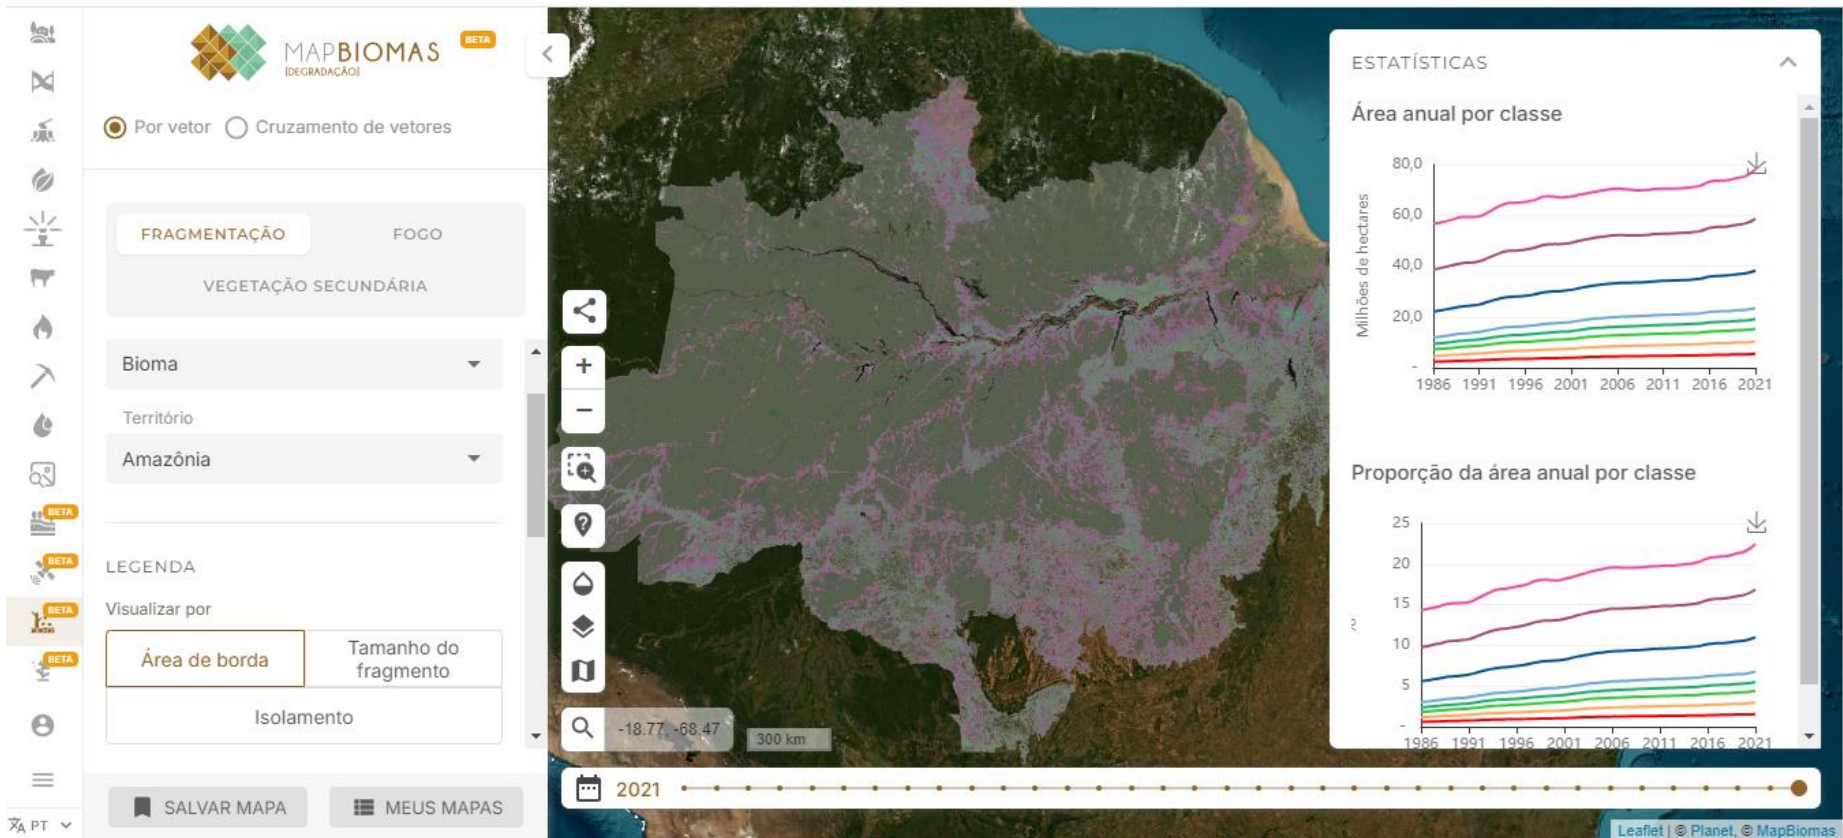 MAPBIOMAS
[DEGRADAÇÃO]
BETA
Por vetor
Cruzamento de vetores
FRAGMENTAÇÃO
FOGO
VEGETAÇÃO SECUNDÁRIA
Bioma
Território
Amazônia
LEGENDA
Visualizar por
Área de borda
Tamanho do
fragmento
Isolamento
SALVAR MAPA
MEUS MAPAS
BETA
BETA
BETA
BETA
PT
-18.77, -68.47
300 km
2021
ESTATÍSTICAS
Área anual por classe
Milhões de hectares
80,0
60,0
40,0
20,0
-
1986 1991 1996 2001 2006 2011 2016 2021
Proporção da área anual por classe
25
20
15
10
5
-
1986 1991 1996 2001 2006 2011 2016 2021
Leaflet | © Planet, © MapBiomas